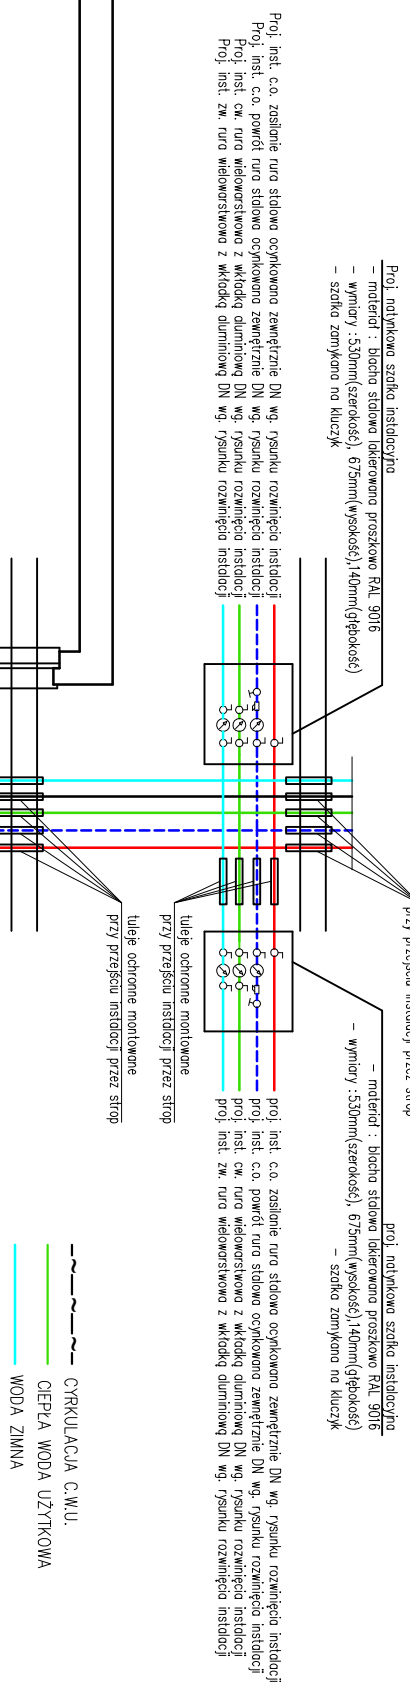 Proj. natynkowa szafka instalacyjna
- materiał : blacha stalowa lakierowana proszkowo RAL 9016
- wymiary :530mm(szerokość), 675mm(wysokość),140mm(głębokość)
- szafka zamykana na kluczyk
Proj. inst. c.o. zasilanie rura stalowa ocynkowana zewnętrznie DN wg. rysunku rozwinięcia instalacji
Proj. inst. c.o. powrót rura stalowa ocynkowana zewnętrznie DN wg. rysunku rozwinięcia instalacji
Proj. inst. cw. rura wielowarstwowa z wkładką aluminiową DN wg. rysunku rozwinięcia instalacji
Proj. inst. zw. rura wielowarstwowa z wkładką aluminiową DN wg. rysunku rozwinięcia instalacji
przy przejściu instalacji przez strop
proj. natynkowa szafka instalacyjna
- materiał : blacha stalowa lakierowana proszkowo RAL 9016
- wymiary :530mm(szerokość), 675mm(wysokość),140mm(głębokość)
- szafka zamykana na kluczyk
proj. inst. c.o. zasilanie rura stalowa ocynkowana zewnętrznie DN wg. rysunku rozwinięcia instalacji
proj. inst. c.o. powrót rura stalowa ocynkowana zewnętrznie DN wg. rysunku rozwinięcia instalacji
proj. inst. cw. rura wielowarstwowa z wkładką aluminiową DN wg. rysunku rozwinięcia instalacji
proj. inst. zw. rura wielowarstwowa z wkładką aluminiową DN wg. rysunku rozwinięcia instalacji
tuleje ochronne montowane
przy przejściu instalacji przez strop
tuleje ochronne montowane
przy przejściu instalacji przez strop
CYRKULACJA C.W.U.
CIEPŁA WODA UŻYTKOWA
WODA ZIMNA